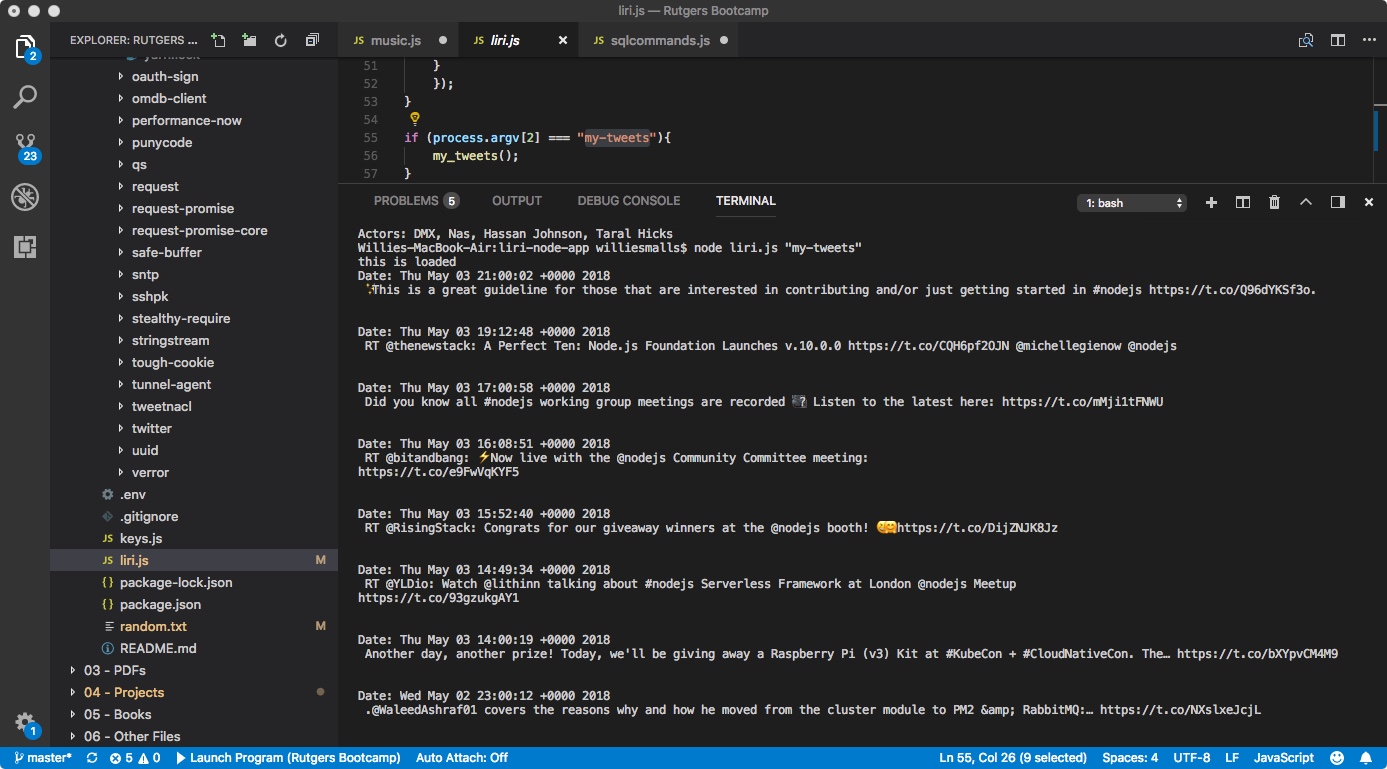 liri.js — Rutgers Bootcamp
EXPLORER: RUTGERS ...
JS music.js
JS liri.js
JS sqlcommands.js
2
23
1
oauth-sign
omdb-client
performance-now
punycode
qs
request
request-promise
request-promise-core
safe-buffer
sntp
sshpk
stealthy-require
stringstream
tough-cookie
tunnel-agent
tweetnacl
twitter
uuid
verror
.env
.gitignore
JS keys.js
JS liri.js M
{} package-lock.json
{} package.json
random.txt M
README.md
03 - PDFs
04 - Projects
05 - Books
06 - Other Files
51 }
52 });
53 }
54
55 if (process.argv[2] === "my-tweets"){
56 my_tweets();
57 }
PROBLEMS 5 OUTPUT DEBUG CONSOLE TERMINAL 1: bash
Actors: DMX, Nas, Hassan Johnson, Taral Hicks
Willies-MacBook-Air:liri-node-app williesmalls$ node liri.js "my-tweets"
this is loaded
Date: Thu May 03 21:00:02 +0000 2018
✨This is a great guideline for those that are interested in contributing and/or just getting started in #nodejs https://t.co/Q96dYKSf3o.
Date: Thu May 03 19:12:48 +0000 2018
RT @thenewstack: A Perfect Ten: Node.js Foundation Launches v.10.0.0 https://t.co/CQH6pf2OJN @michellegienow @nodejs
Date: Thu May 03 17:00:58 +0000 2018
Did you know all #nodejs working group meetings are recorded ? Listen to the latest here: https://t.co/mMji1tFNWU
Date: Thu May 03 16:08:51 +0000 2018
RT @bitandbang: ⚡Now live with the @nodejs Community Committee meeting:
https://t.co/e9FwVqKYF5
Date: Thu May 03 15:52:40 +0000 2018
RT @RisingStack: Congrats for our giveaway winners at the @nodejs booth! https://t.co/DijZNJK8Jz
Date: Thu May 03 14:49:34 +0000 2018
RT @YLDio: Watch @lithinn talking about #nodejs Serverless Framework at London @nodejs Meetup
https://t.co/93gzukgAY1
Date: Thu May 03 14:00:19 +0000 2018
Another day, another prize! Today, we'll be giving away a Raspberry Pi (v3) Kit at #KubeCon + #CloudNativeCon. The… https://t.co/bXYpvCM4M9
Date: Wed May 02 23:00:12 +0000 2018
.@WaleedAshraf01 covers the reasons why and how he moved from the cluster module to PM2 &amp; RabbitMQ:… https://t.co/NXslxeJcjL
master* 5 0 Launch Program (Rutgers Bootcamp) Auto Attach: Off Ln 55, Col 26 (9 selected) Spaces: 4 UTF-8 LF JavaScript